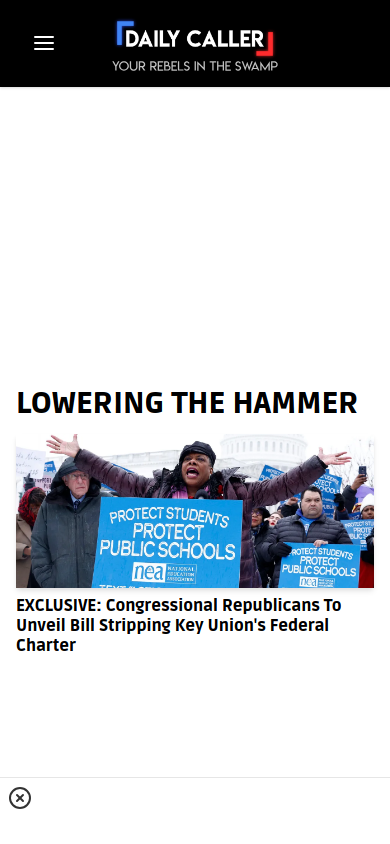 DAILY CALLER
YOUR REBELS IN THE SWAMP
LOWERING THE HAMMER
PROTECT STUDENTS
PROTECT
PUBLIC SCHOOLS
nea NATIONAL
EDUCATION
ASSOCIATION
PROTECT STUDENTS
PROTECT
PUBLIC SCHOOLS
nea
EXCLUSIVE: Congressional Republicans To
Unveil Bill Stripping Key Union's Federal
Charter